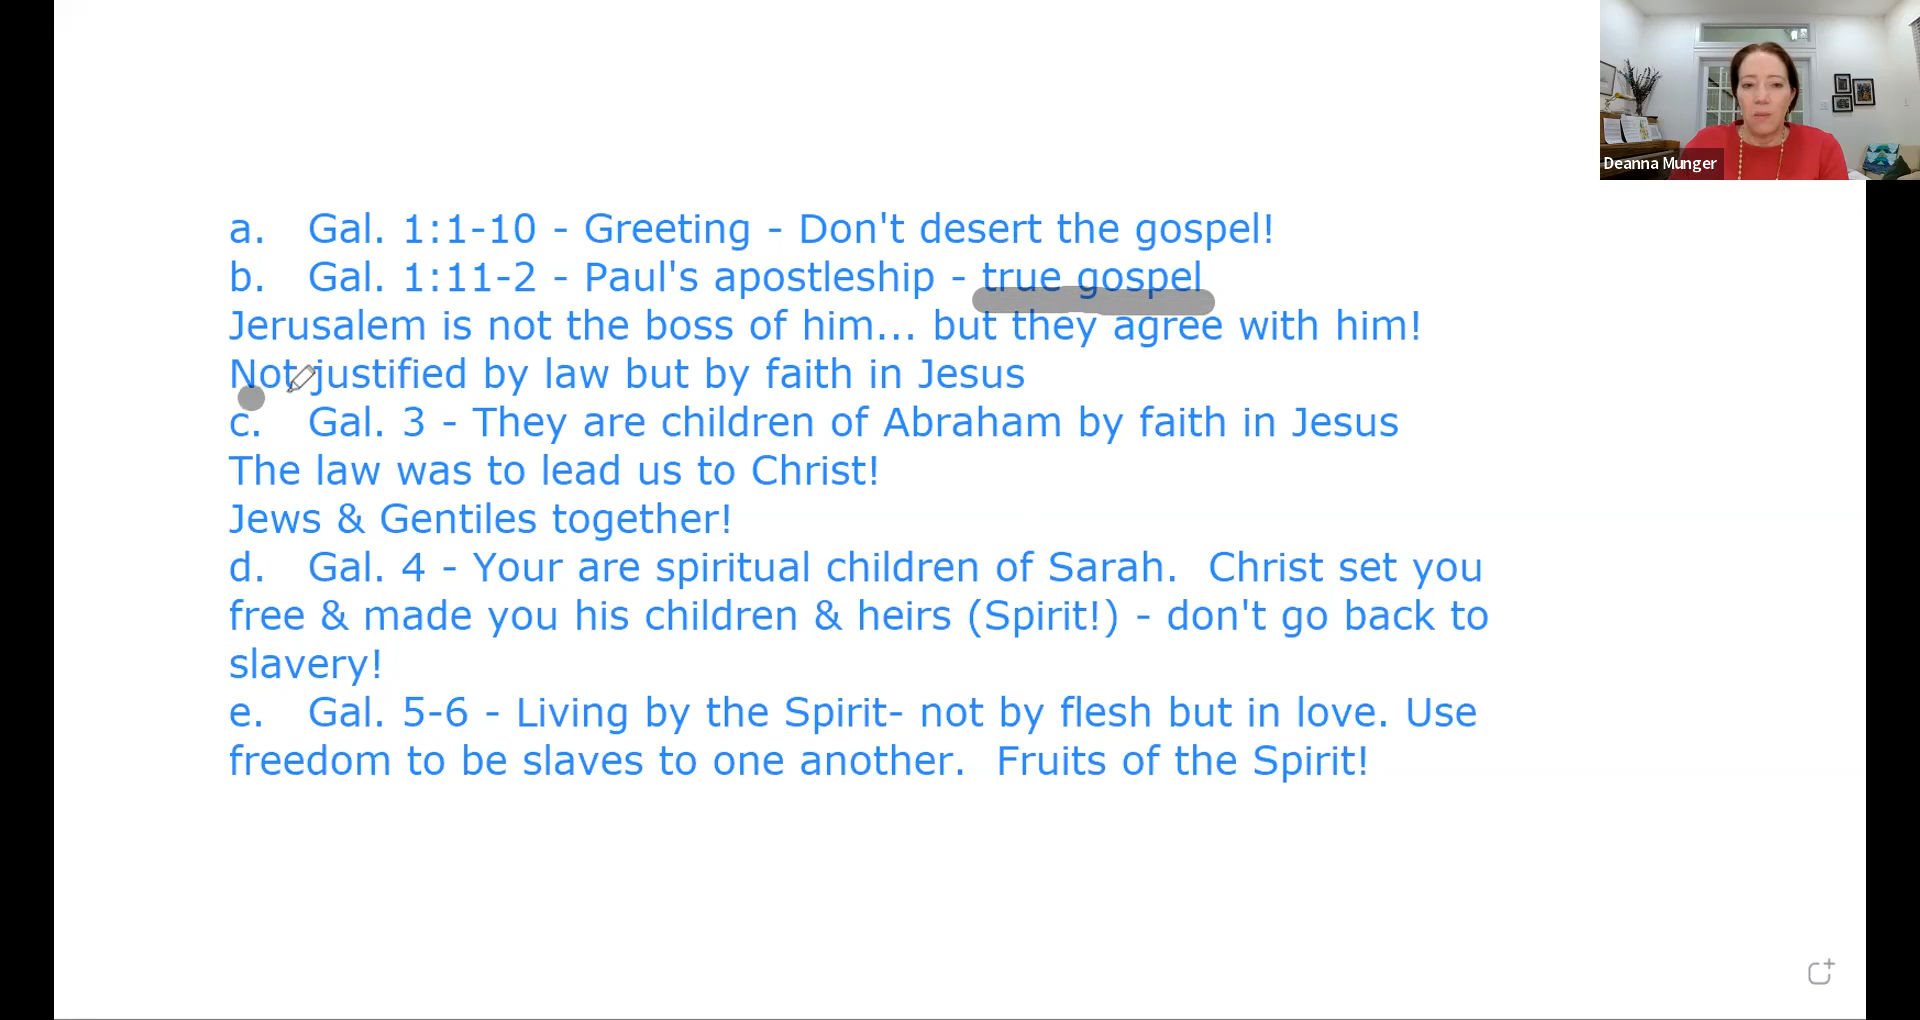 Deanna Munger
a. Gal. 1:1-10 - Greeting - Don't desert the gospel!
b. Gal. 1:11-2 - Paul's apostleship - true gospel
Jerusalem is not the boss of him... but they agree with him!
Not justified by law but by faith in Jesus
c. Gal. 3 - They are children of Abraham by faith in Jesus
The law was to lead us to Christ!
Jews & Gentiles together!
d. Gal. 4 - Your are spiritual children of Sarah. Christ set you
free & made you his children & heirs (Spirit!) - don't go back to
slavery!
e. Gal. 5-6 - Living by the Spirit- not by flesh but in love. Use
freedom to be slaves to one another. Fruits of the Spirit!